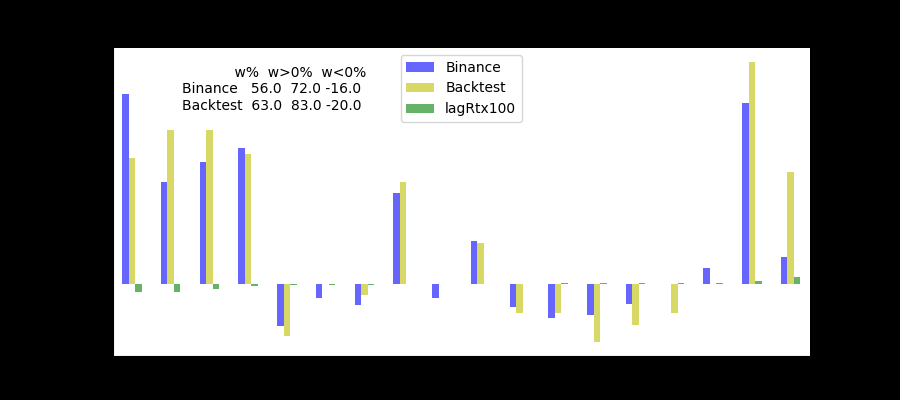 w% w>0% w<0%
Binance 56.0 72.0 -16.0
Backtest 63.0 83.0 -20.0
Binance
Backtest
lagRtx100